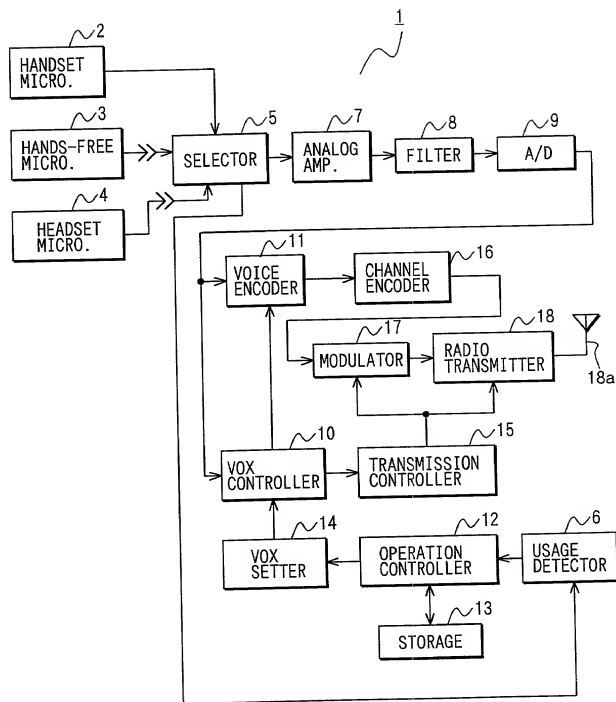 1
2
HANDSET
MICRO.
3
HANDS-FREE
MICRO.
4
HEADSET
MICRO.
5
SELECTOR
7
ANALOG
AMP.
8
FILTER
9
A/D
11
VOICE
ENCODER
16
CHANNEL
ENCODER
17
MODULATOR
18
RADIO
TRANSMITTER
18a
10
VOX
CONTROLLER
15
TRANSMISSION
CONTROLLER
14
VOX
SETTER
12
OPERATION
CONTROLLER
6
USAGE
DETECTOR
13
STORAGE